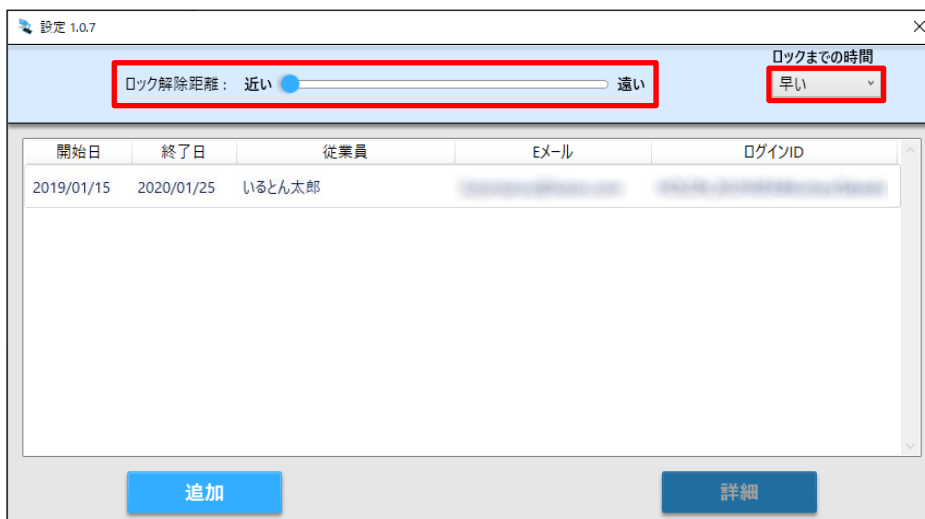 設定 1.0.7
ロックまでの時間
ロック解除距離： 近い 遠い 早い
開始日 終了日 従業員 Eメール ログインID
2019/01/15 2020/01/25 いるとん太郎
追加 詳細